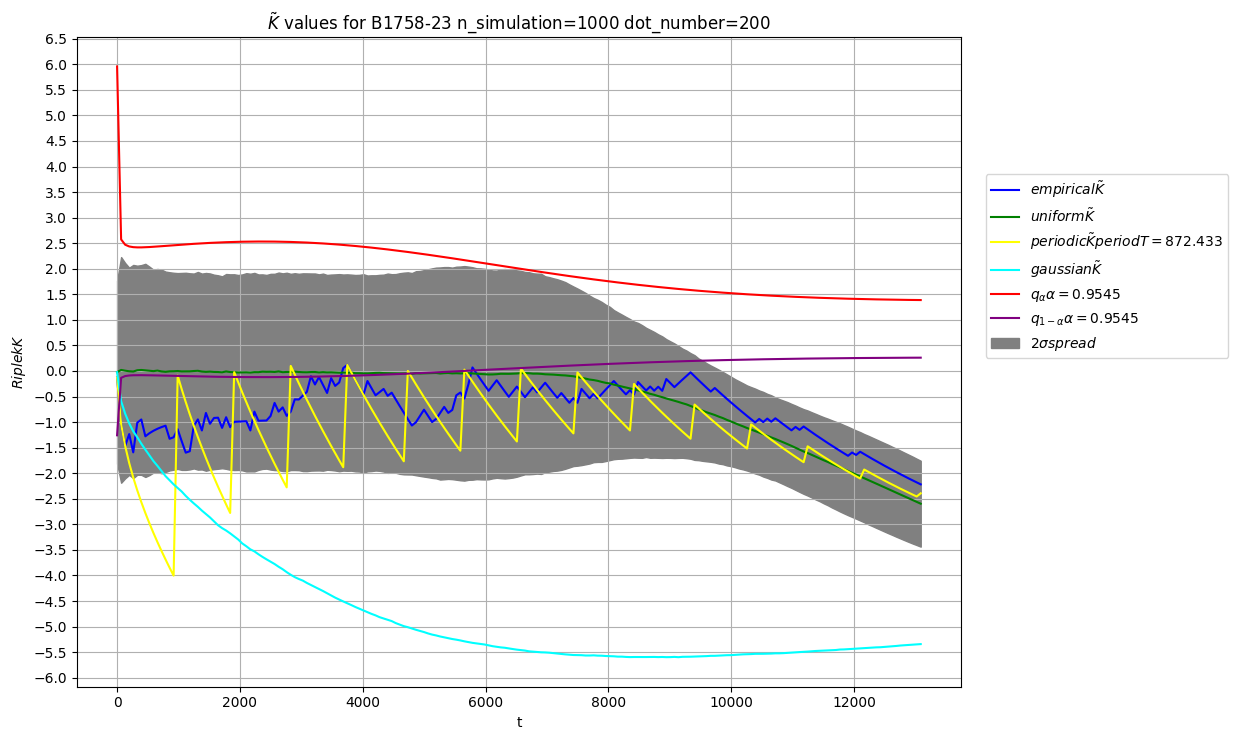 K̃ values for B1758-23 n_simulation=1000 dot_number=200
6.5
6.0
5.5
5.0
4.5
4.0
3.5
3.0
2.5
2.0
1.5
1.0
0.5
0.0
−0.5
−1.0
−1.5
−2.0
−2.5
−3.0
−3.5
−4.0
−4.5
−5.0
−5.5
−6.0
RiplekK
0 2000 4000 6000 8000 10000 12000
t
empiricalK̃
uniformK̃
periodicK̃periodT = 872.433
gaussianK̃
qαα = 0.9545
q1−αα = 0.9545
2σspread